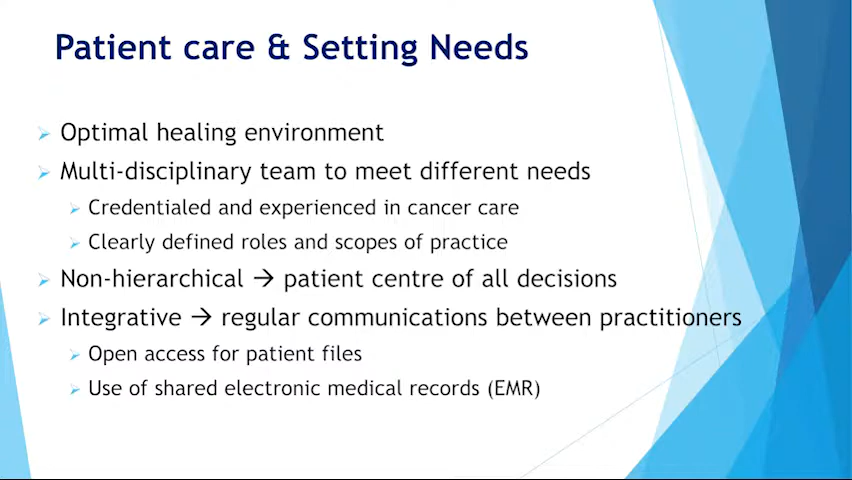 Patient care & Setting Needs
Optimal healing environment
Multi-disciplinary team to meet different needs
Credentialed and experienced in cancer care
Clearly defined roles and scopes of practice
Non-hierarchical → patient centre of all decisions
Integrative → regular communications between practitioners
Open access for patient files
Use of shared electronic medical records (EMR)